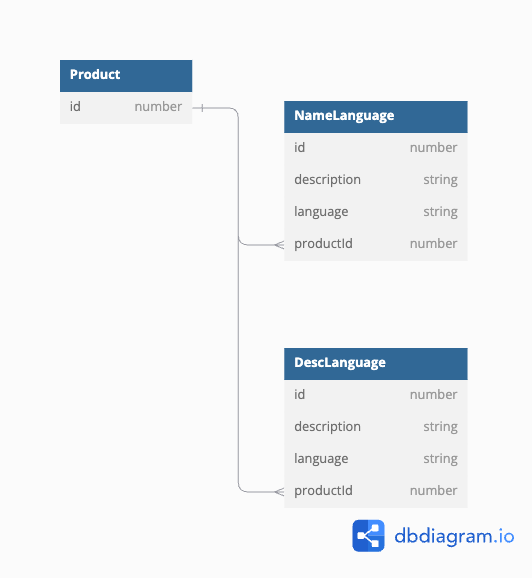 Product
id number
NameLanguage
id number
description string
language string
productId number
DescLanguage
id number
description string
language string
productId number
dbdiagram.io